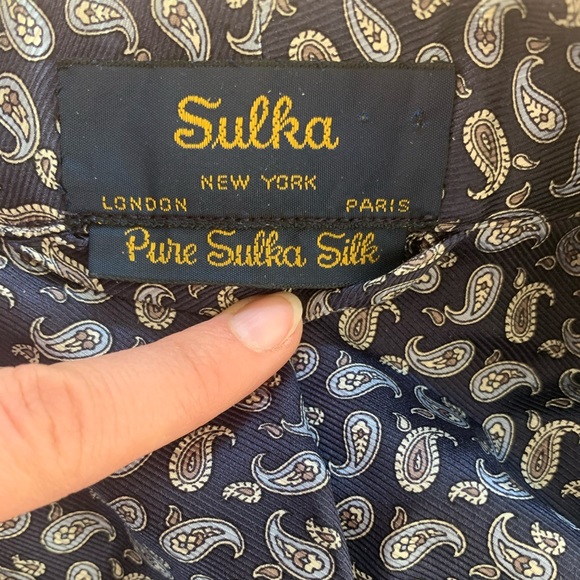 Sulka
NEW YORK
LONDON PARIS
Pure Sulka Silk